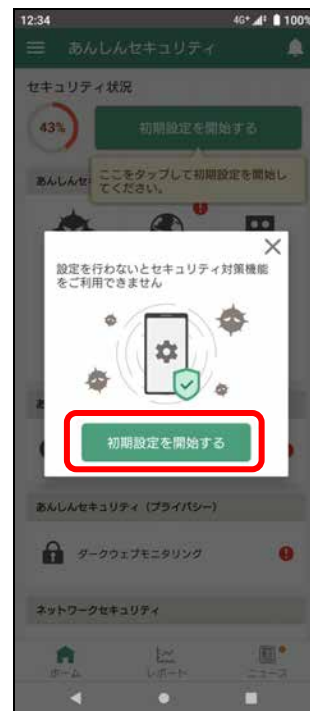 12:34
4G+ 100%
あんしんセキュリティ
セキュリティ状況
43%
初期設定を開始する
ここをタップして初期設定を開始し
てください。
あんしんセ
設定を行わないとセキュリティ対策機能
をご利用できません
初期設定を開始する
あんしんセキュリティ（プライバシー）
ダークウェブモニタリング
ネットワークセキュリティ
ホーム
レポート
ニュース